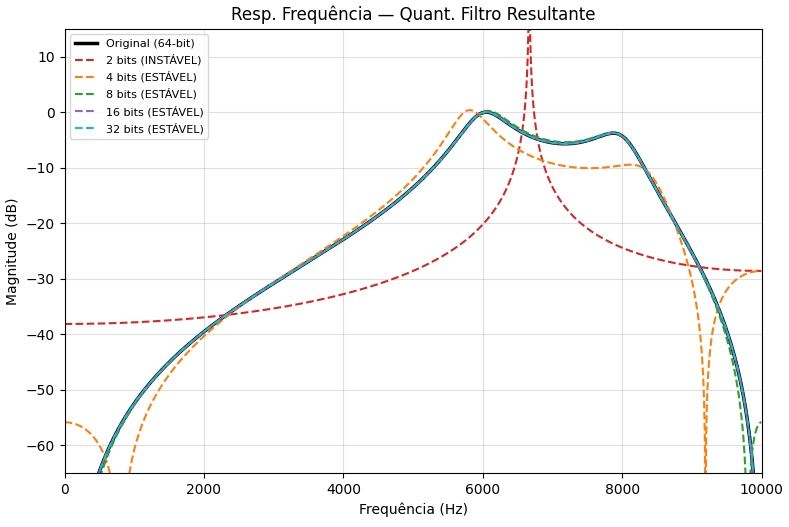 Resp. Frequência — Quant. Filtro Resultante
Original (64-bit)
2 bits (INSTÁVEL)
4 bits (ESTÁVEL)
8 bits (ESTÁVEL)
16 bits (ESTÁVEL)
32 bits (ESTÁVEL)
Magnitude (dB)
10
0
−10
−20
−30
−40
−50
−60
0 2000 4000 6000 8000 10000
Frequência (Hz)